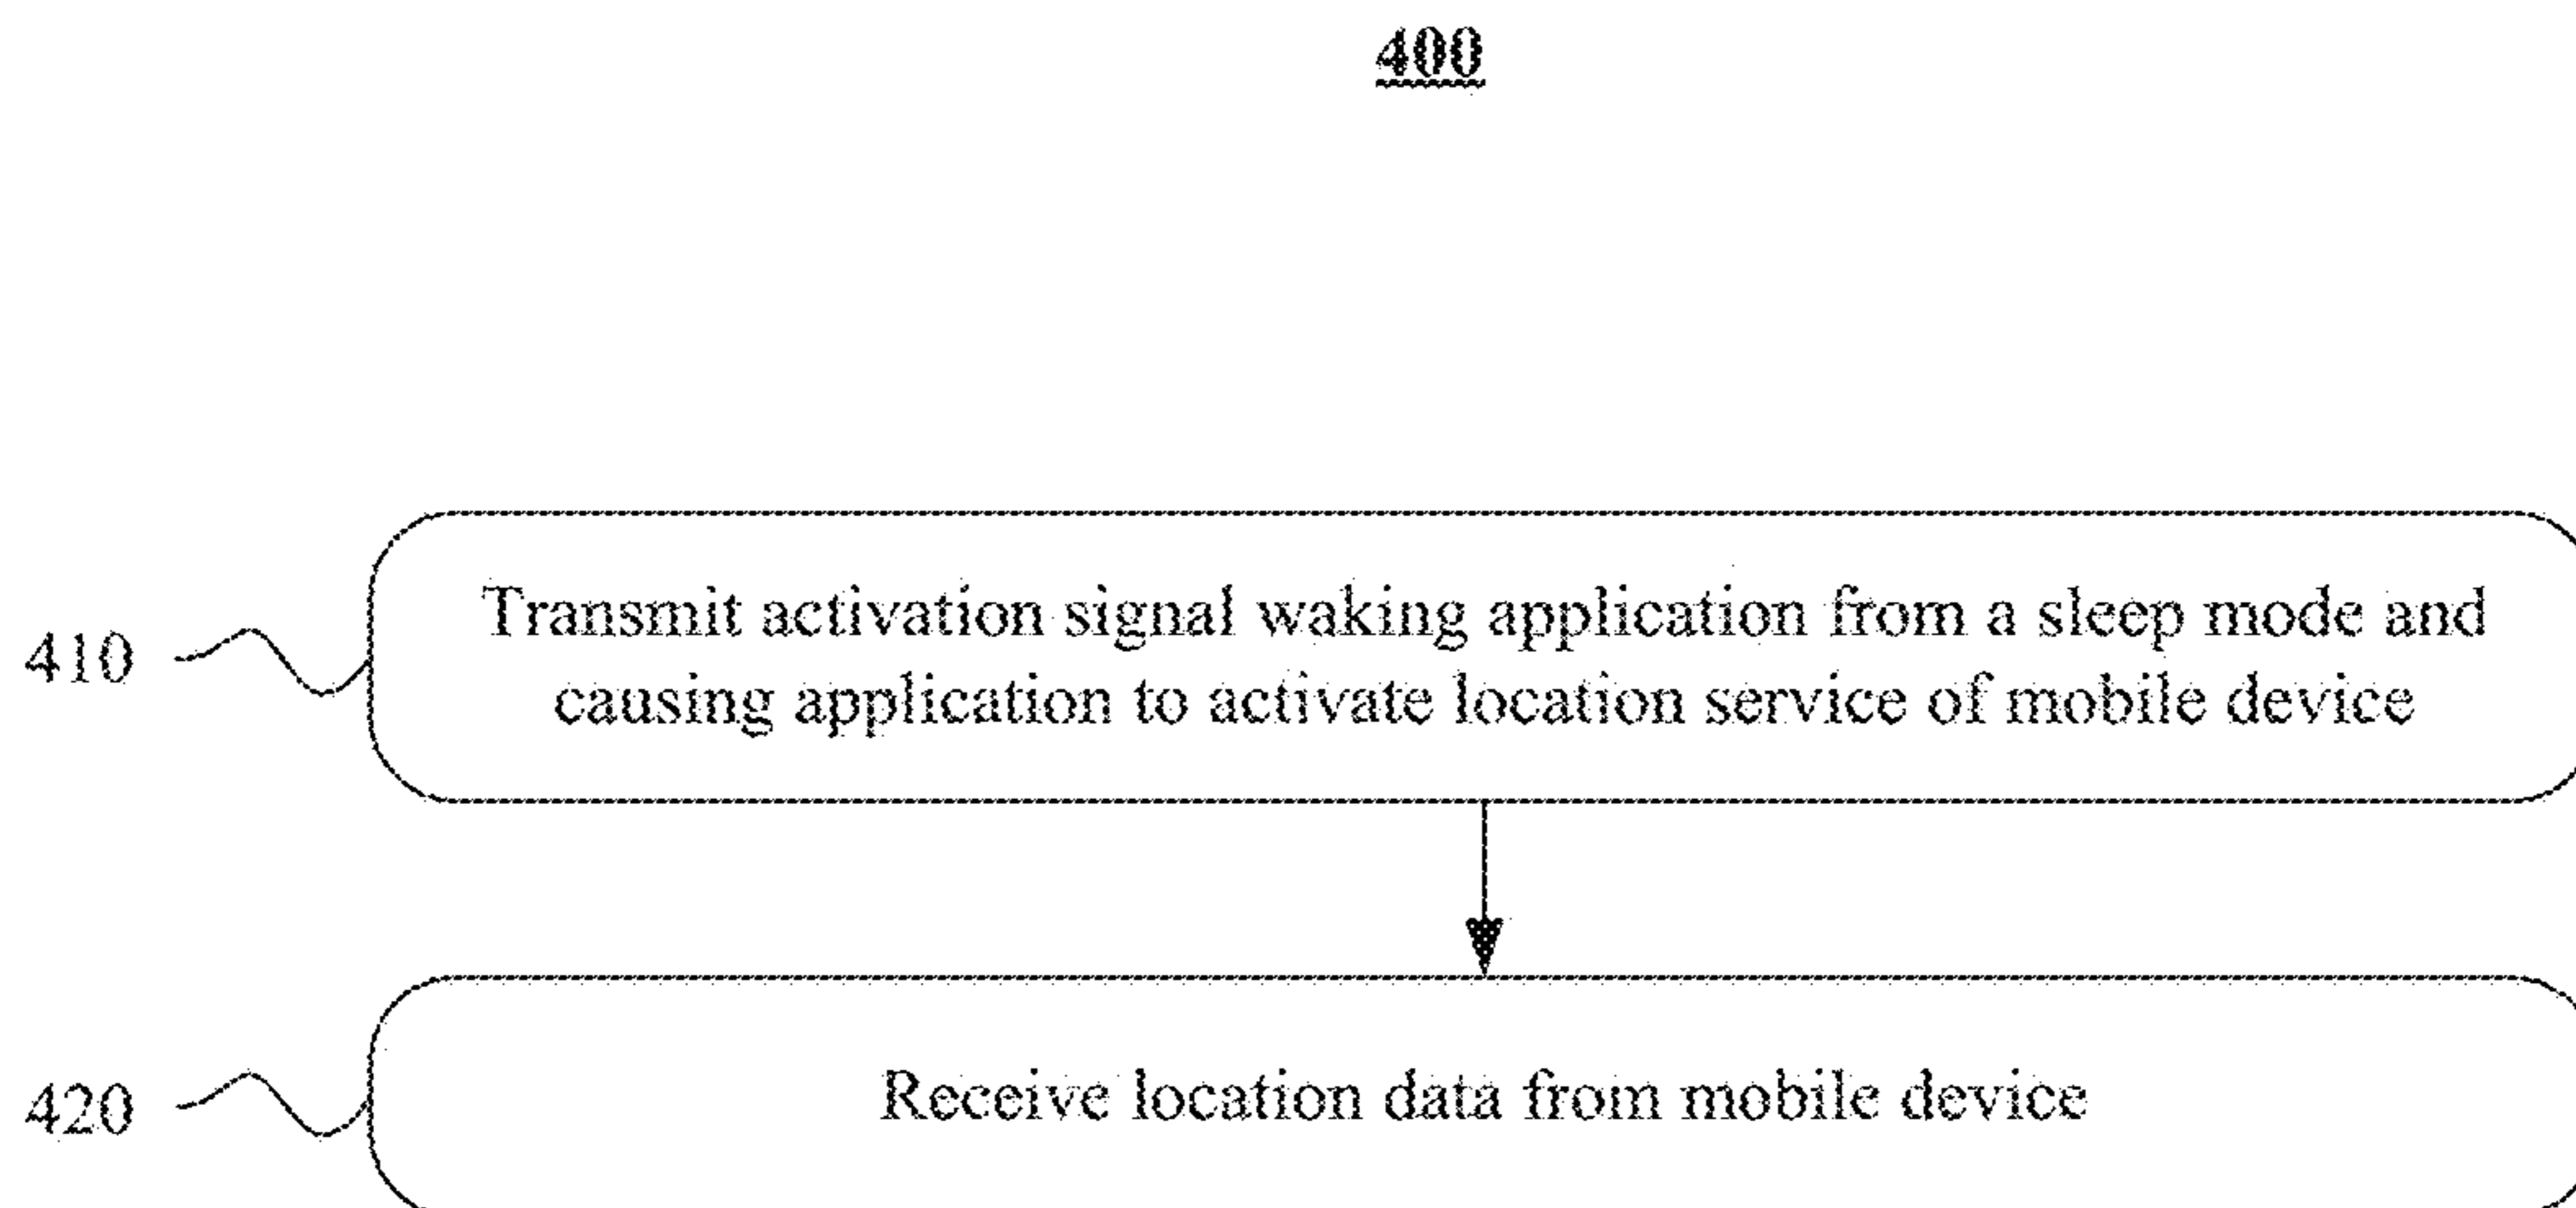 400
410
Transmit activation signal waking application from a sleep mode and
causing application to activate location service of mobile device
420
Receive location data from mobile device